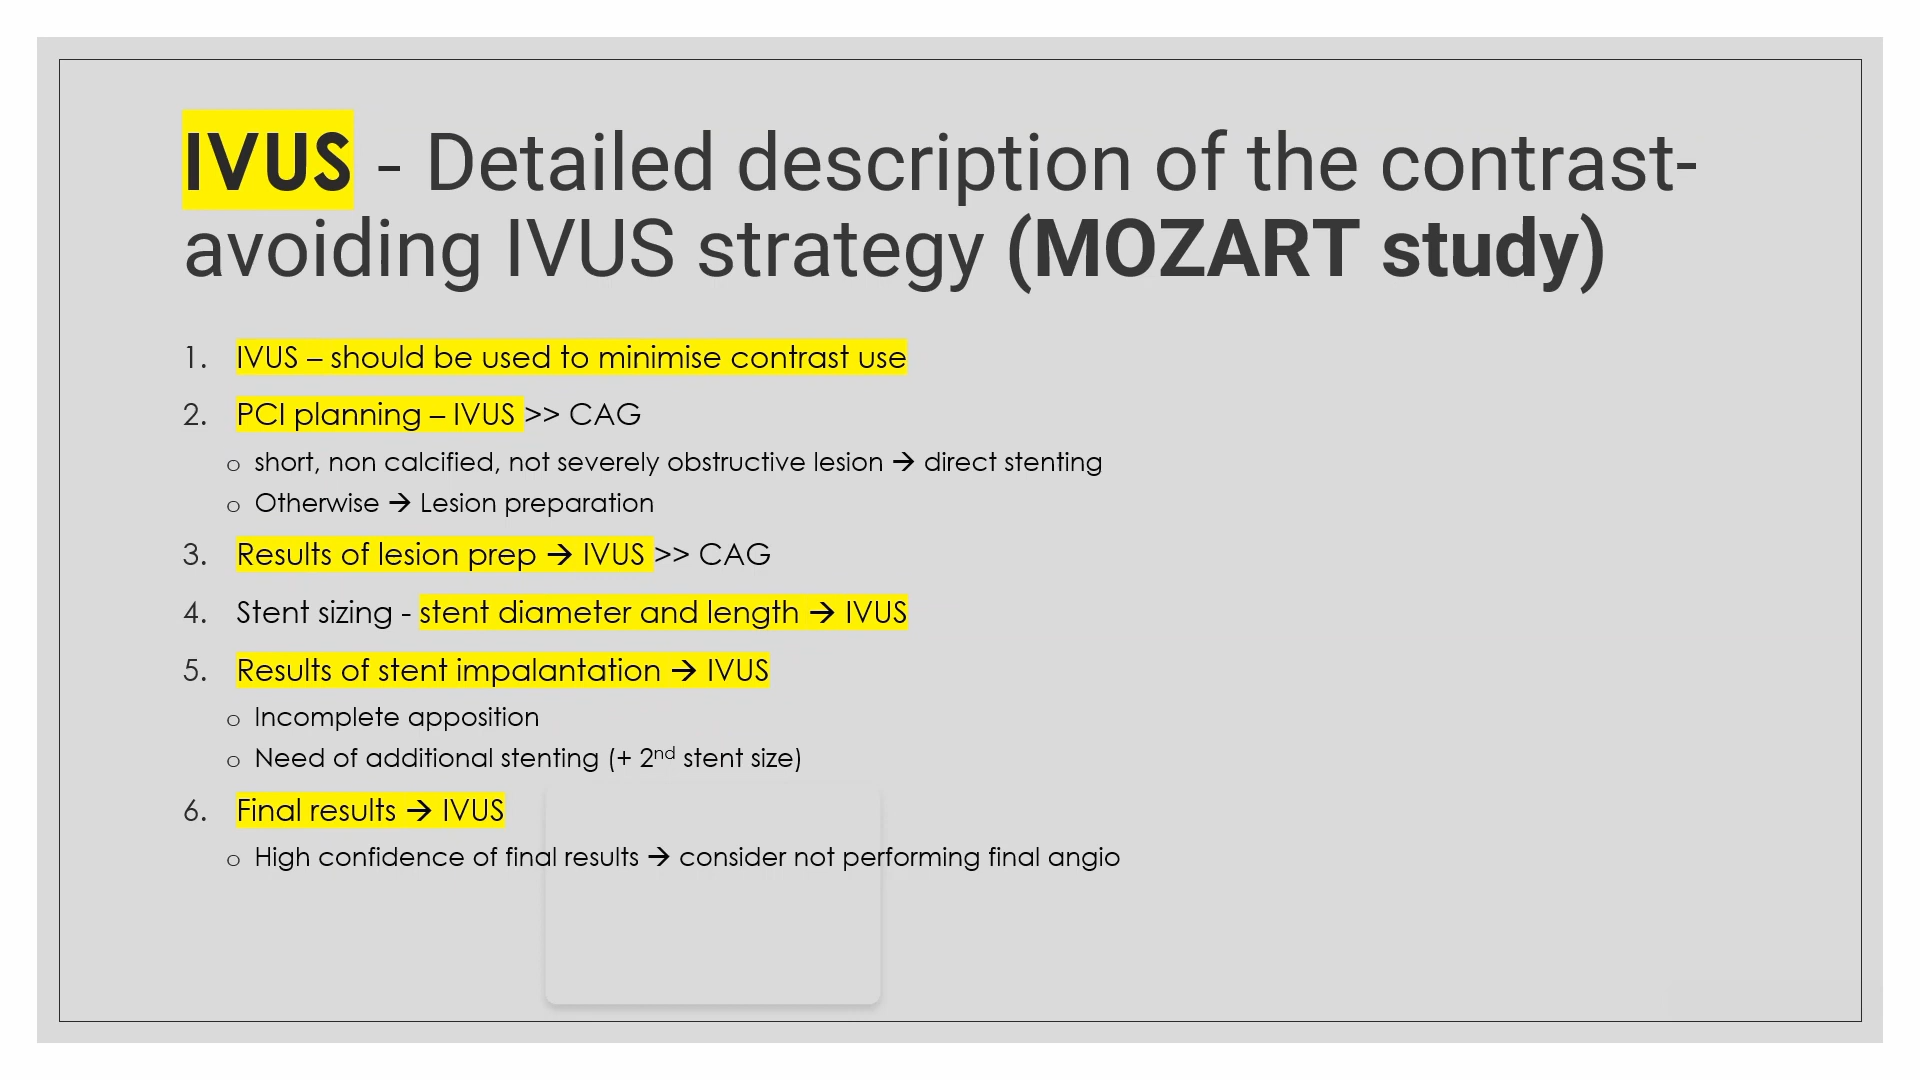 IVUS - Detailed description of the contrast-
avoiding IVUS strategy (MOZART study)
1. IVUS – should be used to minimise contrast use
2. PCI planning – IVUS >> CAG
o short, non calcified, not severely obstructive lesion → direct stenting
o Otherwise → Lesion preparation
3. Results of lesion prep → IVUS >> CAG
4. Stent sizing - stent diameter and length → IVUS
5. Results of stent impalantation → IVUS
o Incomplete apposition
o Need of additional stenting (+ 2nd stent size)
6. Final results → IVUS
o High confidence of final results → consider not performing final angio